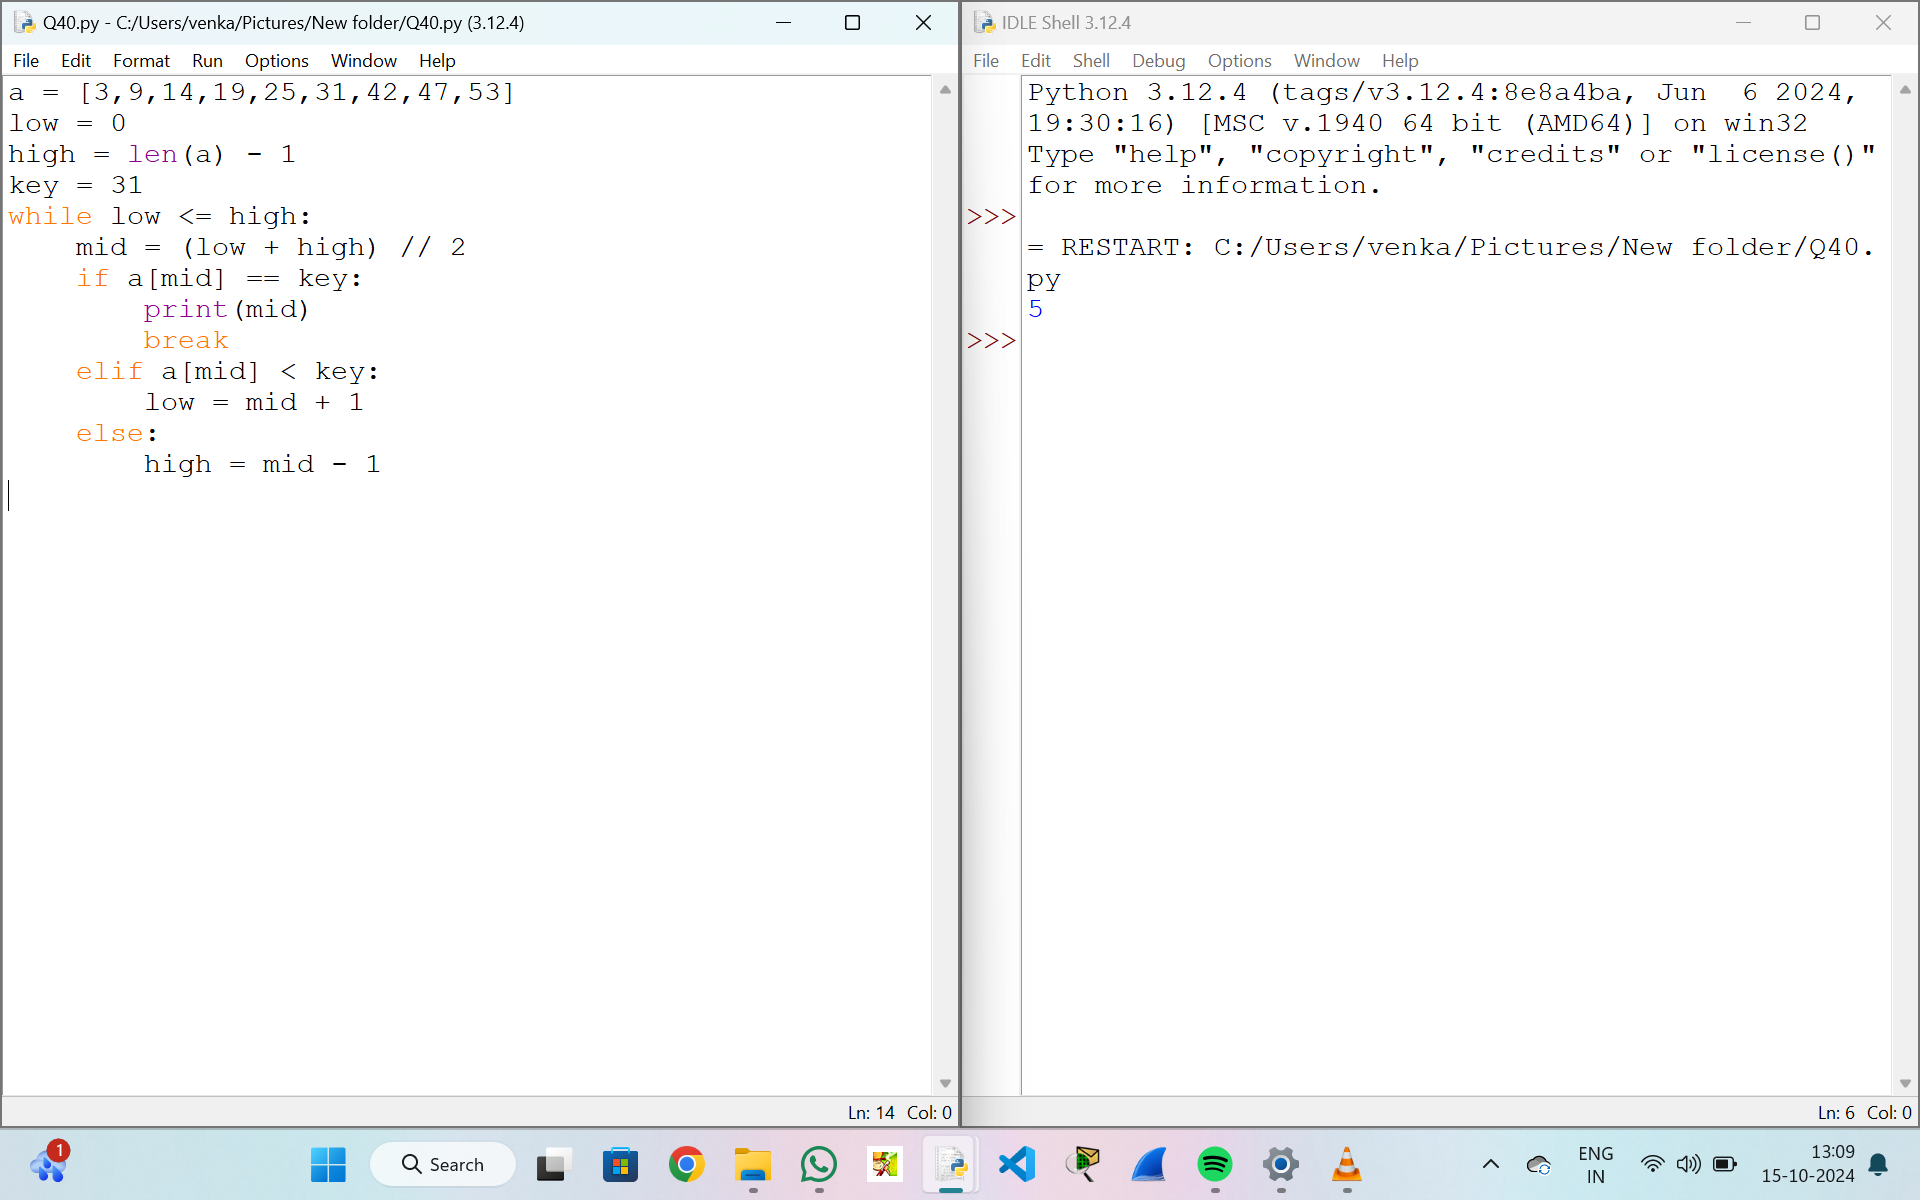 Q40.py - C:/Users/venka/Pictures/New folder/Q40.py (3.12.4)
File Edit Format Run Options Window Help
a = [3,9,14,19,25,31,42,47,53]
low = 0
high = len(a) - 1
key = 31
while low <= high:
    mid = (low + high) // 2
    if a[mid] == key:
        print(mid)
        break
    elif a[mid] < key:
        low = mid + 1
    else:
        high = mid - 1
Ln: 14 Col: 0
IDLE Shell 3.12.4
File Edit Shell Debug Options Window Help
Python 3.12.4 (tags/v3.12.4:8e8a4ba, Jun  6 2024,
19:30:16) [MSC v.1940 64 bit (AMD64)] on win32
Type "help", "copyright", "credits" or "license()"
for more information.
>>>
= RESTART: C:/Users/venka/Pictures/New folder/Q40.
py
5
>>>
Ln: 6 Col: 0
1
Search
ENG
IN
13:09
15-10-2024